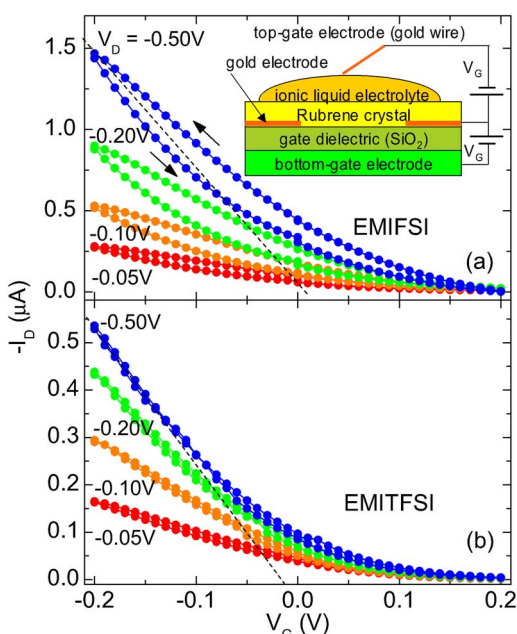 top-gate electrode (gold wire)
V_D = -0.50V
gold electrode
V_G
ionic liquid electrolyte
Rubrene crystal
gate dielectric (SiO₂)
V_G
bottom-gate electrode
1.5
1.0
0.5
0.0
-0.20V
-0.10V
-0.05V
EMIFSI
(a)
-I_D (μA)
-0.50V
0.5
0.4
0.3
0.2
0.1
0.0
-0.20V
-0.10V
-0.05V
EMITFSI
(b)
-0.2 -0.1 0.0 0.1 0.2
V_G (V)